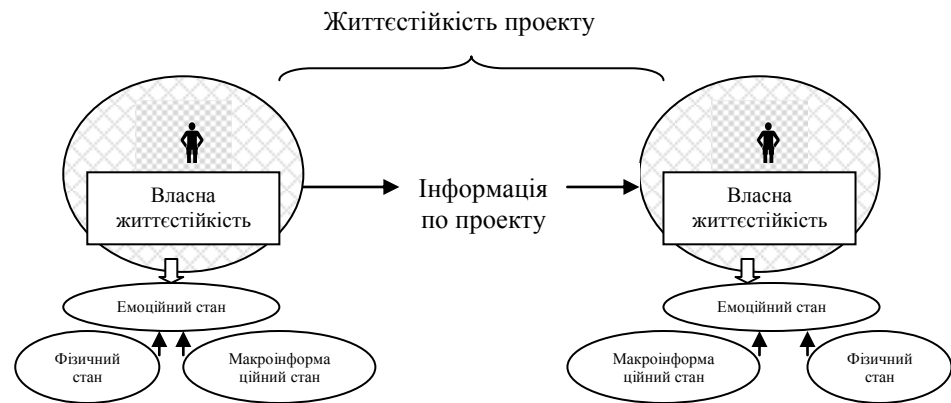 Життєстійкість проекту
Власна
життєстійкість
Інформація
по проекту
Власна
життєстійкість
Емоційний стан
Емоційний стан
Фізичний
стан
Макроінформа
ційний стан
Макроінформа
ційний стан
Фізичний
стан